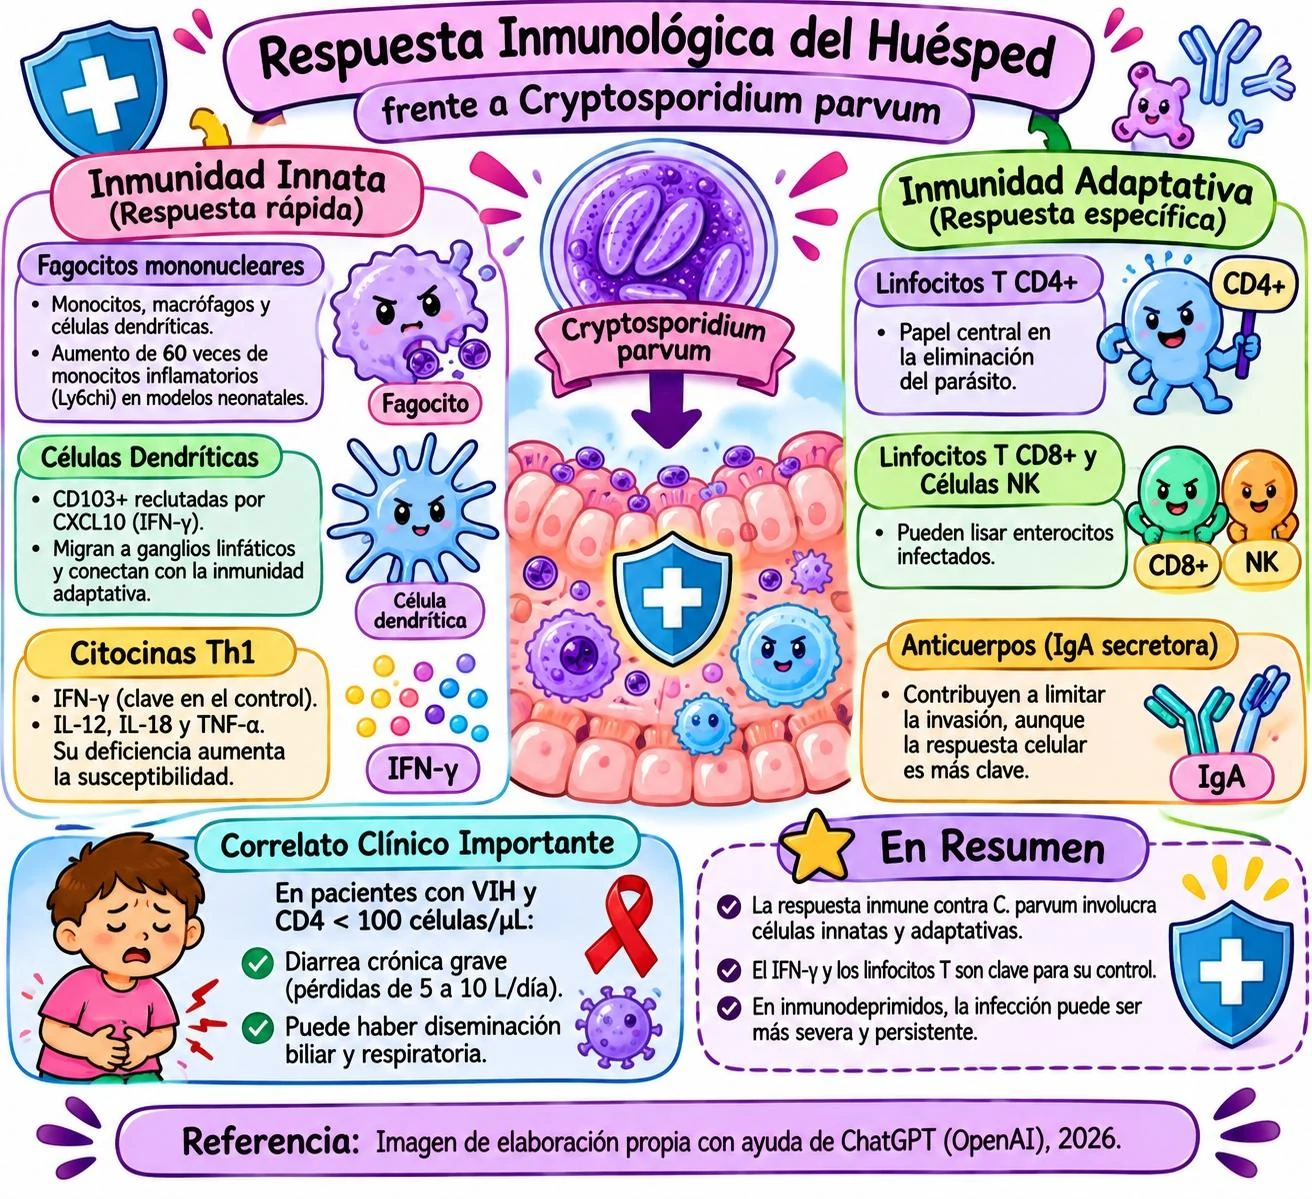 Respuesta Inmunológica del Huésped
frente a Cryptosporidium parvum
Inmunidad Innata
(Respuesta rápida)
Fagocitos mononucleares
• Monocitos, macrófagos y
células dendríticas.
• Aumento de 60 veces de
monocitos inflamatorios
(Ly6chi) en modelos neonatales.
Fagocito
Células Dendríticas
• CD103+ reclutadas por
CXCL10 (IFN-γ).
• Migran a ganglios linfáticos
y conectan con la inmunidad
adaptativa.
Célula
dendrítica
Citocinas Th1
• IFN-γ (clave en el control).
• IL-12, IL-18 y TNF-α.
Su deficiencia aumenta
la susceptibilidad.
IFN-γ
Cryptosporidium
parvum
Inmunidad Adaptativa
(Respuesta específica)
Linfocitos T CD4+
• Papel central en
la eliminación
del parásito.
CD4+
Linfocitos T CD8+ y
Células NK
• Pueden lisar enterocitos
infectados.
CD8+
NK
Anticuerpos (IgA secretora)
• Contribuyen a limitar
la invasión, aunque
la respuesta celular
es más clave.
IgA
Correlato Clínico Importante
En pacientes con VIH y
CD4 < 100 células/µL:
Diarrea crónica grave
(pérdidas de 5 a 10 L/día).
Puede haber diseminación
biliar y respiratoria.
En Resumen
La respuesta inmune contra C. parvum involucra
células innatas y adaptativas.
El IFN-γ y los linfocitos T son clave para su control.
En inmunodeprimidos, la infección puede ser
más severa y persistente.
Referencia: Imagen de elaboración propia con ayuda de ChatGPT (OpenAI), 2026.